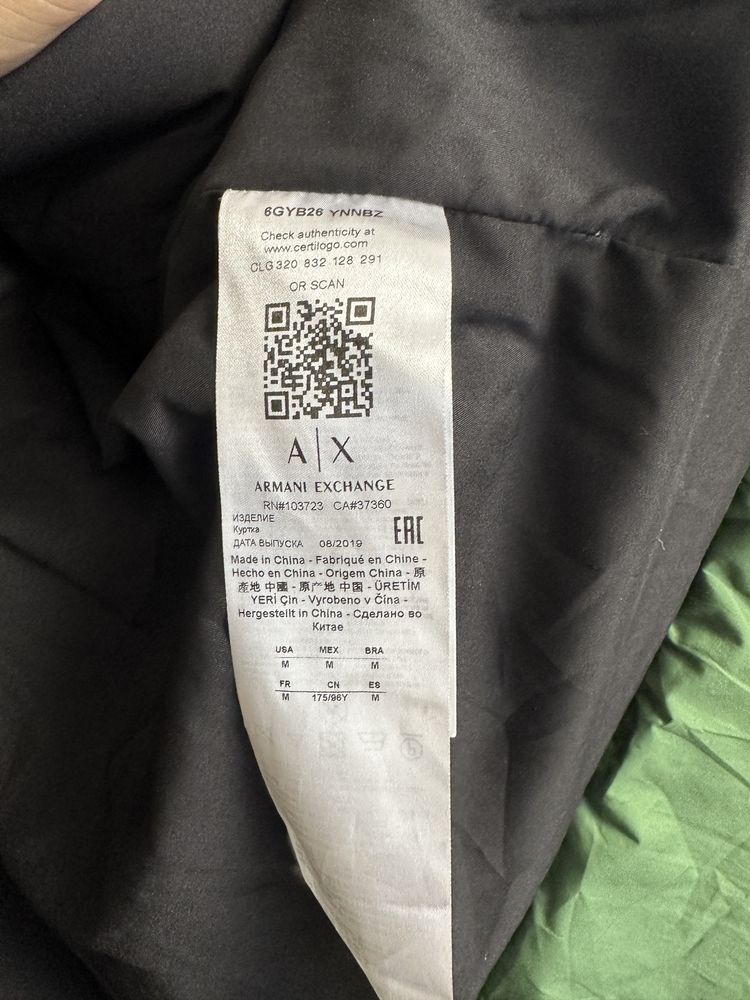 6GYB26 YNNBZ
Check authenticity at
www.certilogo.com
CLG 320 832 128 291
OR SCAN
A|X
ARMANI EXCHANGE
RN#103723 CA#37360
ИЗДЕЛИЕ
Куртка
ДАТА ВЫПУСКА 08/2019
EAC
Made in China - Fabriqué en Chine -
Hecho en China - Origem China - 原
產地 中國 - 原产地 中国 - ÜRETİM
YERİ Çin - Vyrobeno v Čína -
Hergestellt in China - Сделано во
Китае
USA MEX BRA
M M M
FR CN ES
M 175/96Y M